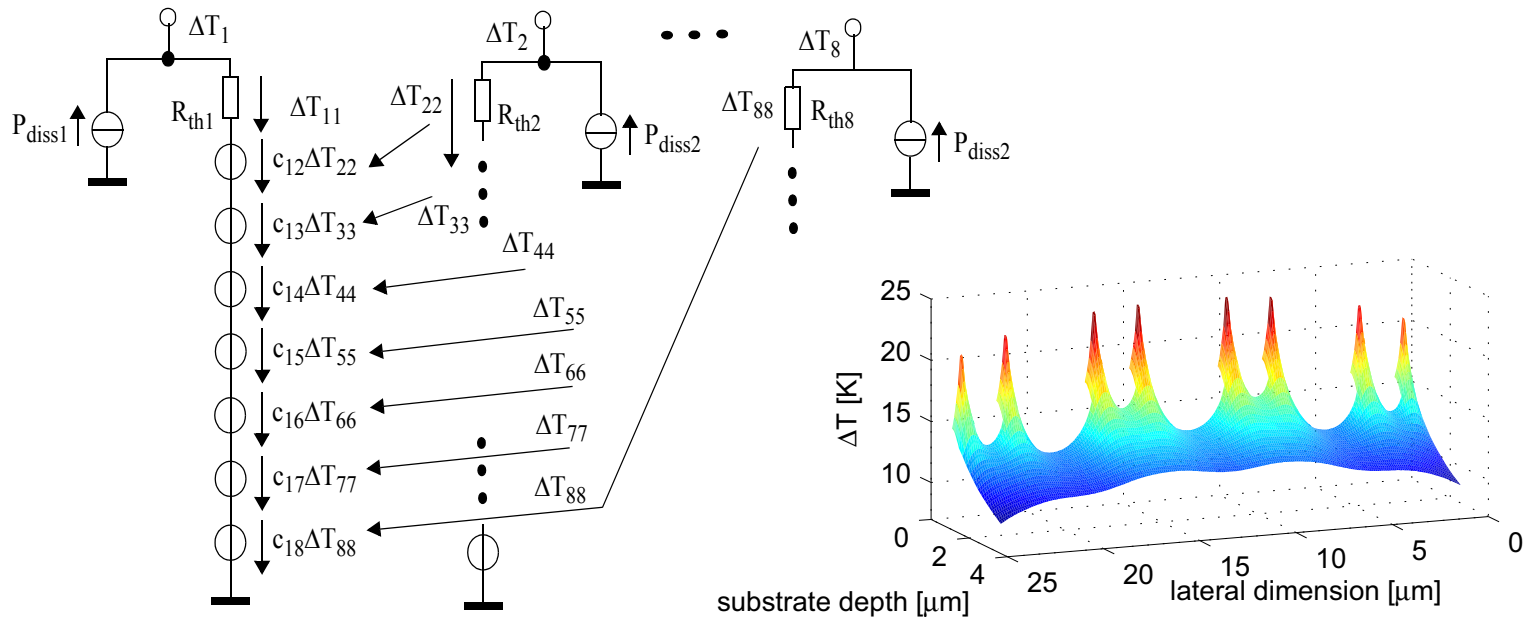 ΔT1
ΔT2
ΔT8
Pdiss1
Rth1
ΔT11
ΔT22
Rth2
Pdiss2
ΔT88
Rth8
Pdiss2
c12ΔT22
c13ΔT33
ΔT33
c14ΔT44
ΔT44
c15ΔT55
ΔT55
c16ΔT66
ΔT66
c17ΔT77
ΔT77
c18ΔT88
ΔT88
ΔT [K]
25
20
15
10
0
2
4
substrate depth [μm]
25
20
15
10
5
0
lateral dimension [μm]